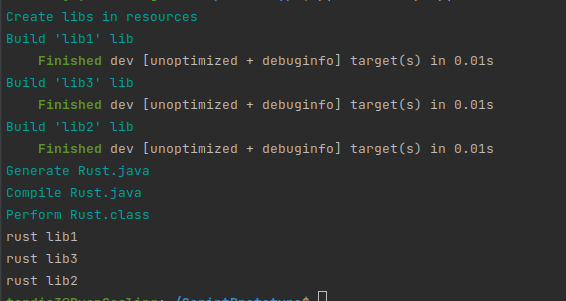 Create libs in resources
Build 'lib1' lib
Finished dev [unoptimized + debuginfo] target(s) in 0.01s
Build 'lib3' lib
Finished dev [unoptimized + debuginfo] target(s) in 0.01s
Build 'lib2' lib
Finished dev [unoptimized + debuginfo] target(s) in 0.01s
Generate Rust.java
Compile Rust.java
Perform Rust.class
rust lib1
rust lib3
rust lib2